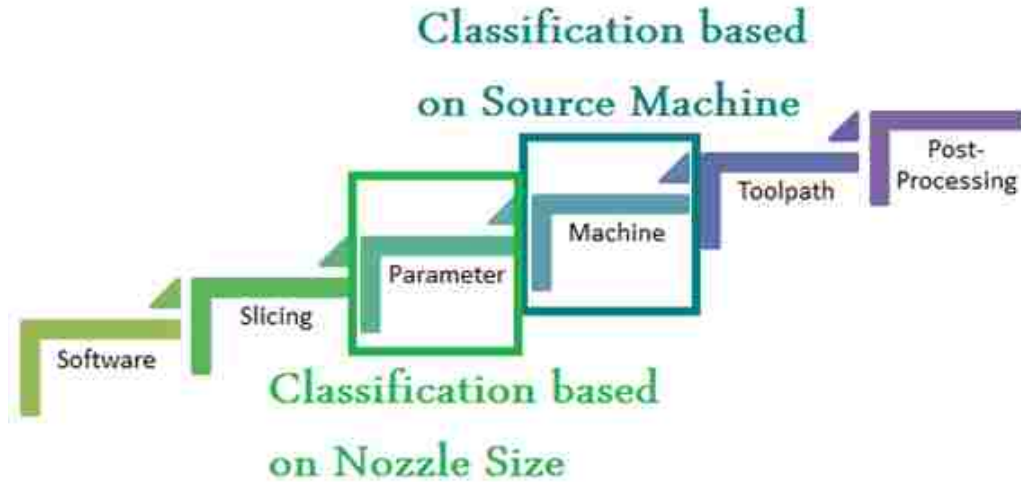 Classification based
on Source Machine
Post-
Processing
Toolpath
Machine
Parameter
Slicing
Software
Classification based
on Nozzle Size